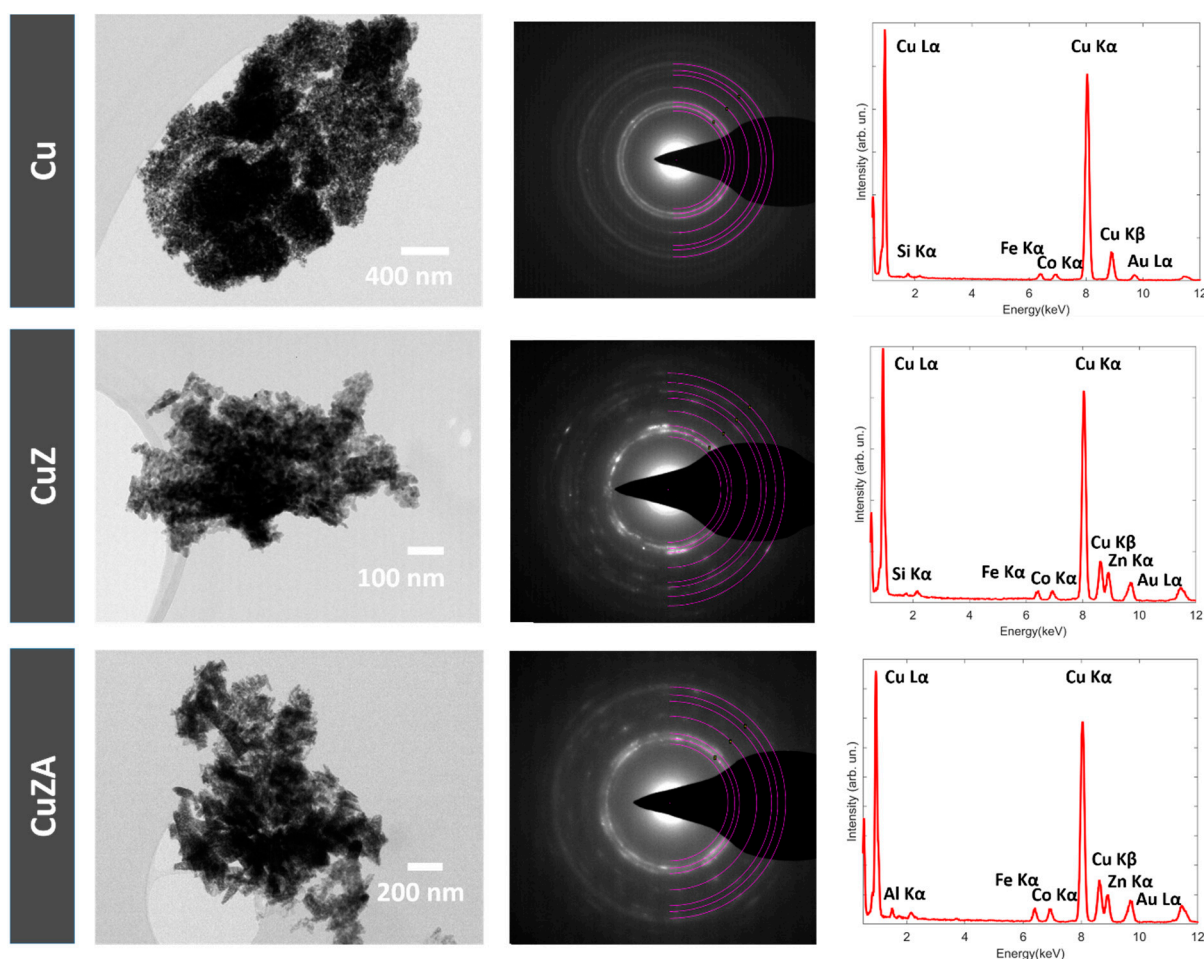 Cu
400 nm
Cu Lα
Cu Kα
Si Kα
Fe Kα
Co Kα
Cu Kβ
Au Lα
Intensity (arb. un.)
2
4
6
8
10
12
Energy(keV)
CuZ
100 nm
Cu Lα
Cu Kα
Si Kα
Fe Kα
Co Kα
Cu Kβ
Zn Kα
Au Lα
Intensity (arb. un.)
2
4
6
8
10
12
Energy(keV)
CuZA
200 nm
Cu Lα
Cu Kα
Al Kα
Fe Kα
Co Kα
Cu Kβ
Zn Kα
Au Lα
Intensity (arb. un.)
2
4
6
8
10
12
Energy(keV)